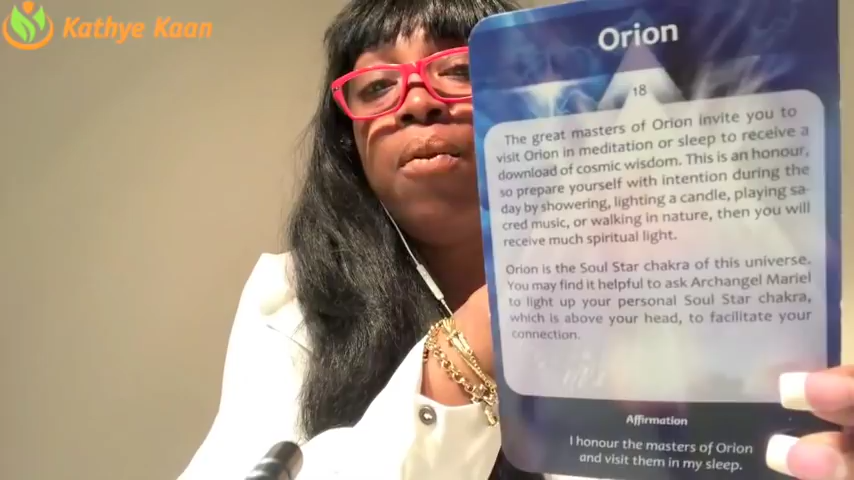 Kathye Kaan
Orion
18
The great masters of Orion invite you to
visit Orion in meditation or sleep to receive a
download of cosmic wisdom. This is an honour,
so prepare yourself with intention during the
day by showering, lighting a candle, playing sa-
cred music, or walking in nature, then you will
receive much spiritual light.
Orion is the Soul Star chakra of this universe.
You may find it helpful to ask Archangel Mariel
to light up your personal Soul Star chakra,
which is above your head, to facilitate your
connection.
Affirmation
I honour the masters of Orion
and visit them in my sleep.